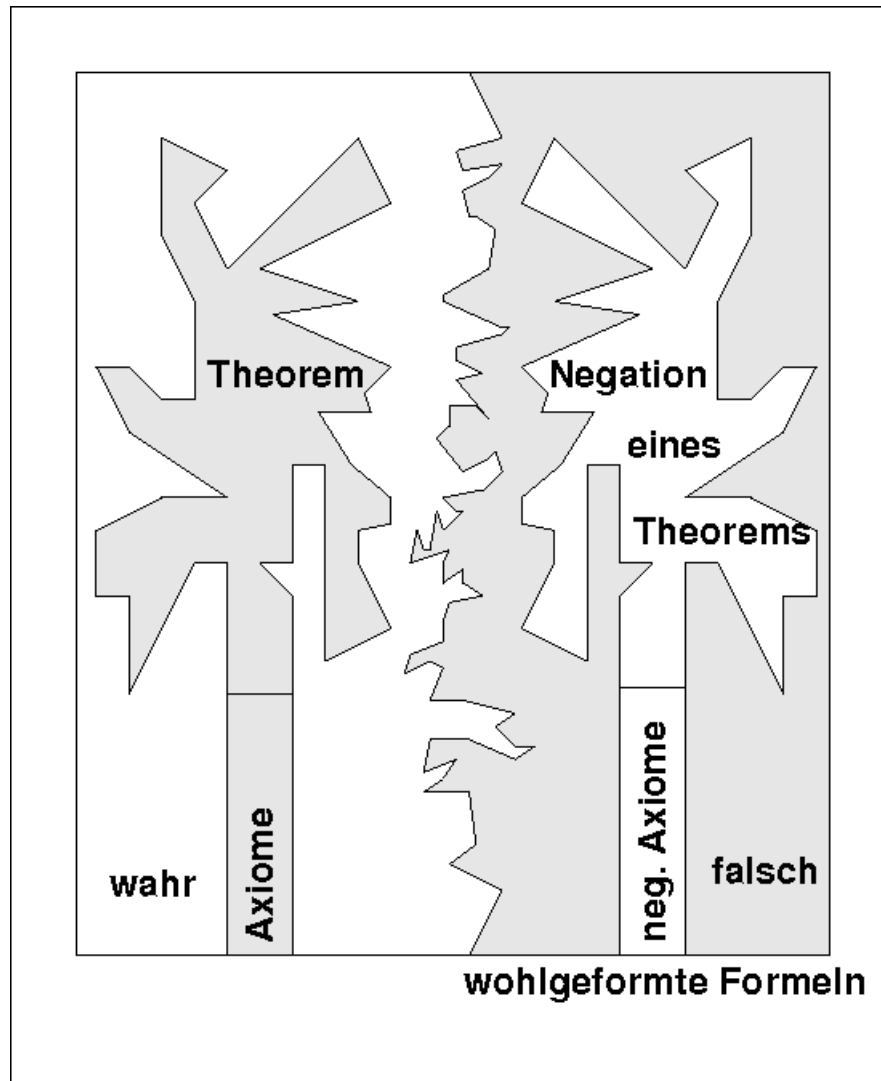 Theorem
Negation
eines
Theorems
wahr
Axiome
neg. Axiome
falsch
wohlgeformte Formeln